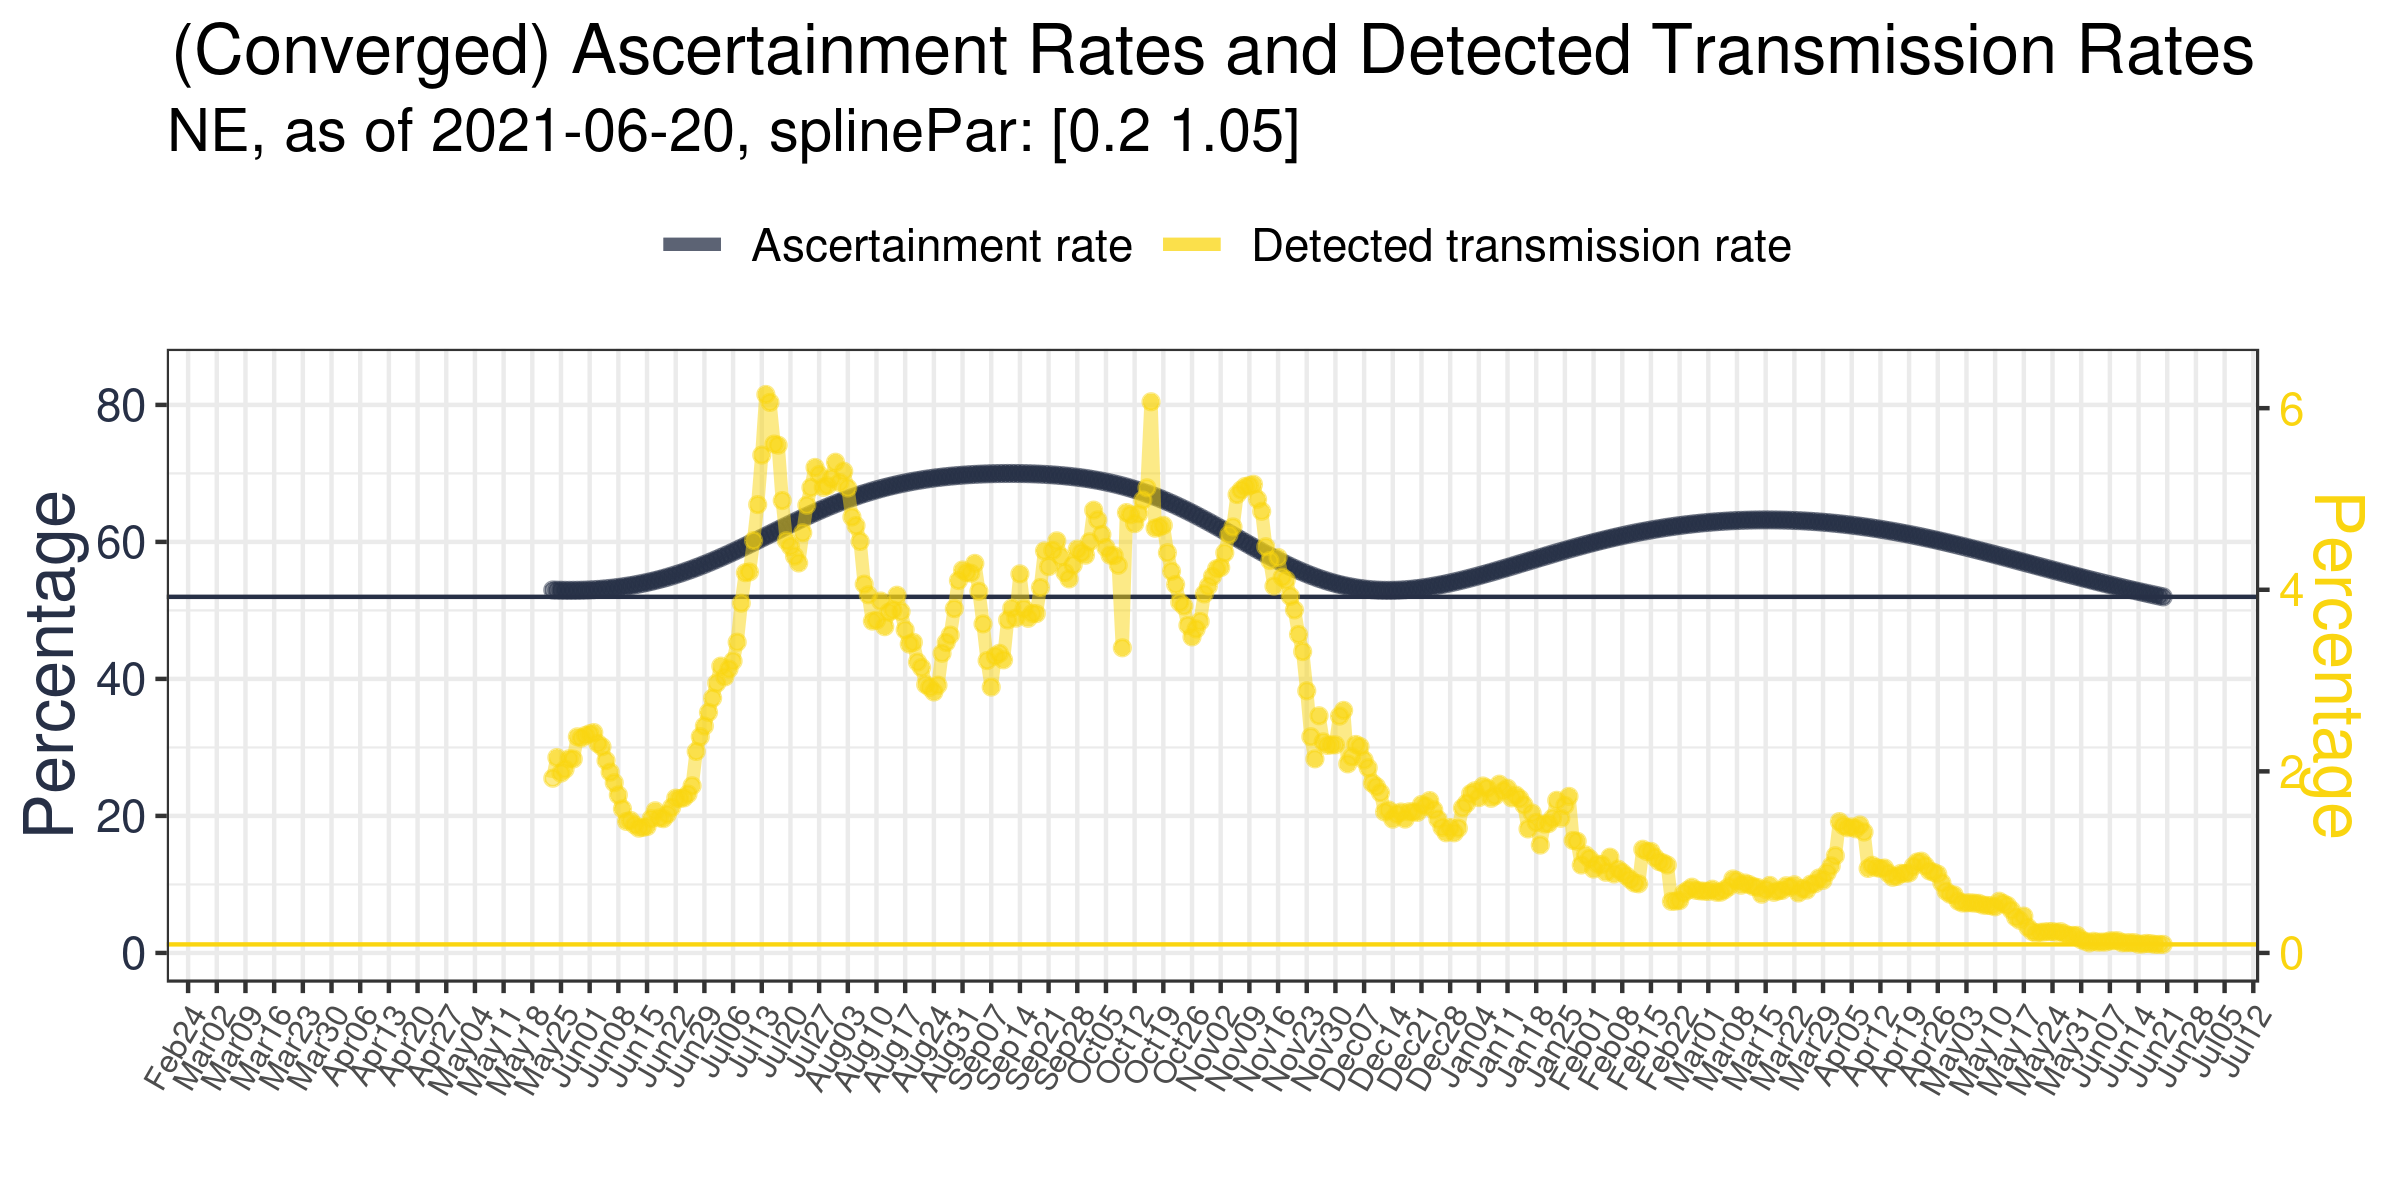 (Converged) Ascertainment Rates and Detected Transmission Rates
NE, as of 2021-06-20, splinePar: [0.2 1.05]
Ascertainment rate Detected transmission rate
Percentage
80
60
40
20
0
6
4
2
0
Percentage
Feb24 Mar02 Mar09 Mar16 Mar23 Mar30 Apr06 Apr13 Apr20 Apr27 May04 May11 May18 May25 Jun01 Jun08 Jun15 Jun22 Jun29 Jul06 Jul13 Jul20 Jul27 Aug03 Aug10 Aug17 Aug24 Aug31 Sep07 Sep14 Sep21 Sep28 Oct05 Oct12 Oct19 Oct26 Nov02 Nov09 Nov16 Nov23 Nov30 Dec07 Dec14 Dec21 Dec28 Dec04 Jan11 Jan18 Jan25 Feb01 Feb08 Feb15 Feb22 Mar01 Mar08 Mar15 Mar22 Mar29 Apr05 Apr12 Apr19 Apr26 May03 May10 May17 May24 May31 May07 Jun14 Jun21 Jun28 Jul05 Jul12